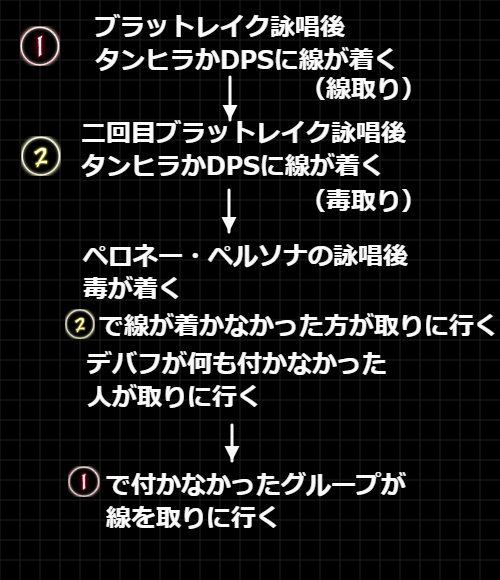 ① ブラットレイク詠唱後
タンヒラかDPSに線が着く
（線取り）
② 二回目ブラットレイク詠唱後
タンヒラかDPSに線が着く
（毒取り）
ペロネー・ペルソナの詠唱後
毒が着く
②で線が着かなかった方が取りに行く
デバフが何も付かなかった
人が取りに行く
①で付かなかったグループが
線を取りに行く